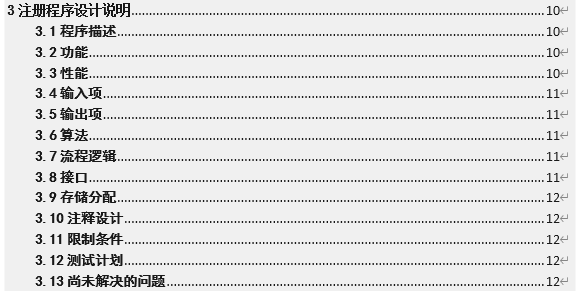 3 注册程序设计说明........................................10↵
3.1 程序描述........................................10↵
3.2 功能........................................10↵
3.3 性能........................................10↵
3.4 输入项........................................11↵
3.5 输出项........................................11↵
3.6 算法........................................11↵
3.7 流程逻辑........................................11↵
3.8 接口........................................11↵
3.9 存储分配........................................12↵
3.10 注释设计........................................12↵
3.11 限制条件........................................12↵
3.12 测试计划........................................12↵
3.13 尚未解决的问题........................................12↵